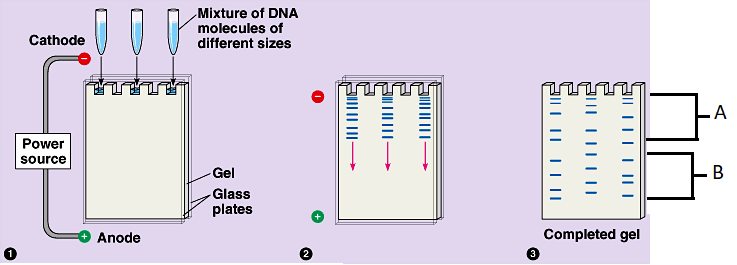 Mixture of DNA
molecules of
different sizes
Cathode
−
Power
source
Gel
Glass
plates
+ Anode
1
−
+
2
A
B
Completed gel
3